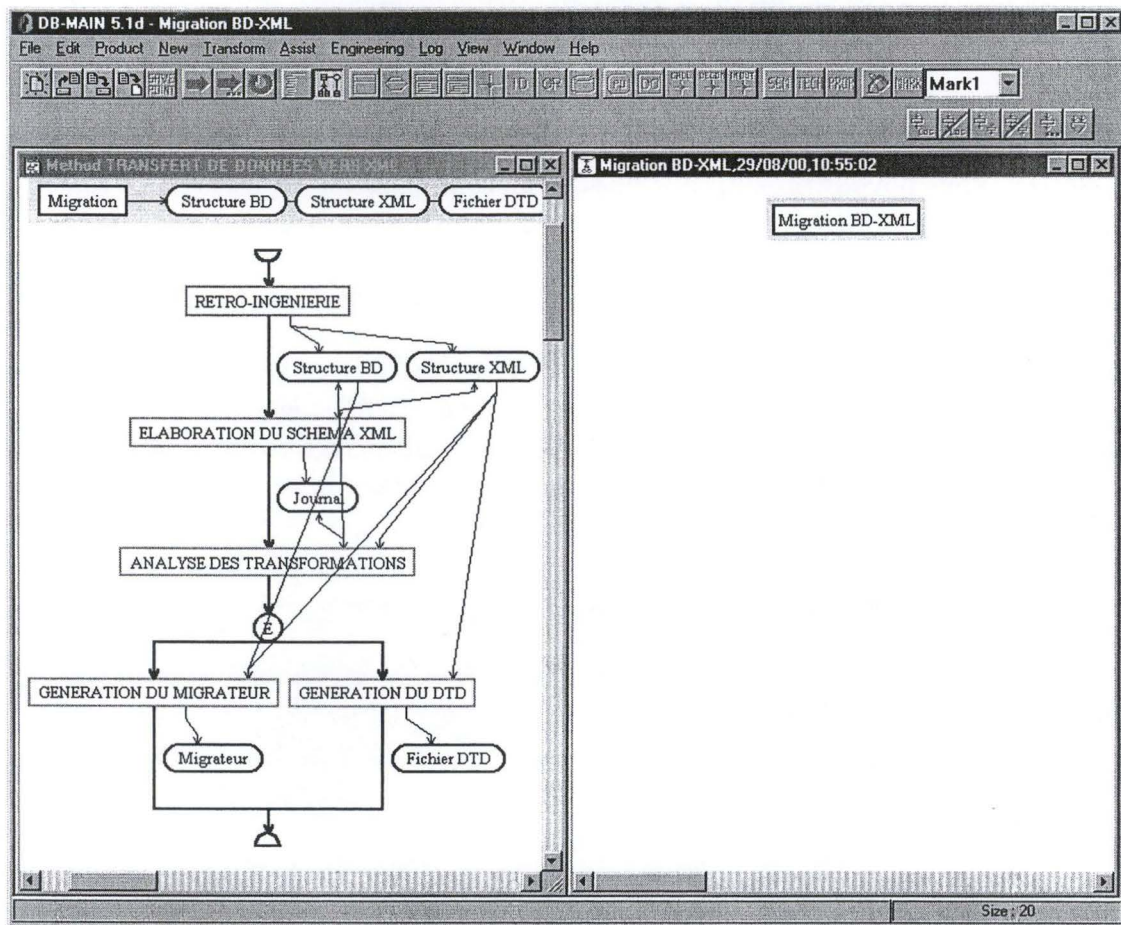 DB-MAIN 5.1d - Migration BD-XML
File Edit Product New Transform Assist Engineering Log View Window Help
Mark1
Method TRANSFERT DE DONNEES VERS XML
Migration Structure BD Structure XML Fichier DTD
RETRO-INGENIERIE
Structure BD Structure XML
ELABORATION DU SCHEMA XML
Journal
ANALYSE DES TRANSFORMATIONS
E
GENERATION DU MIGRATEUR GENERATION DU DTD
Migrateur Fichier DTD
Migration BD-XML,29/08/00,10:55:02
Migration BD-XML
Size : 20